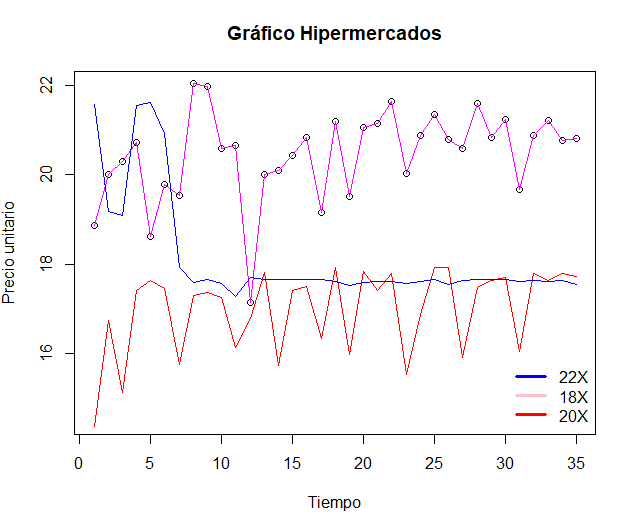 Gráfico Hipermercados
Precio unitario
22
20
18
16
0 5 10 15 20 25 30 35
Tiempo
22X
18X
20X